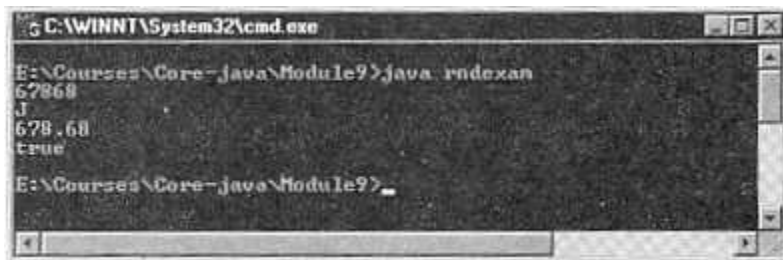 C:\WINNT\System32\cmd.exe
E:\Courses\Core-java\Module9>java rndexam
67868
J
678.68
true
E:\Courses\Core-java\Module9>